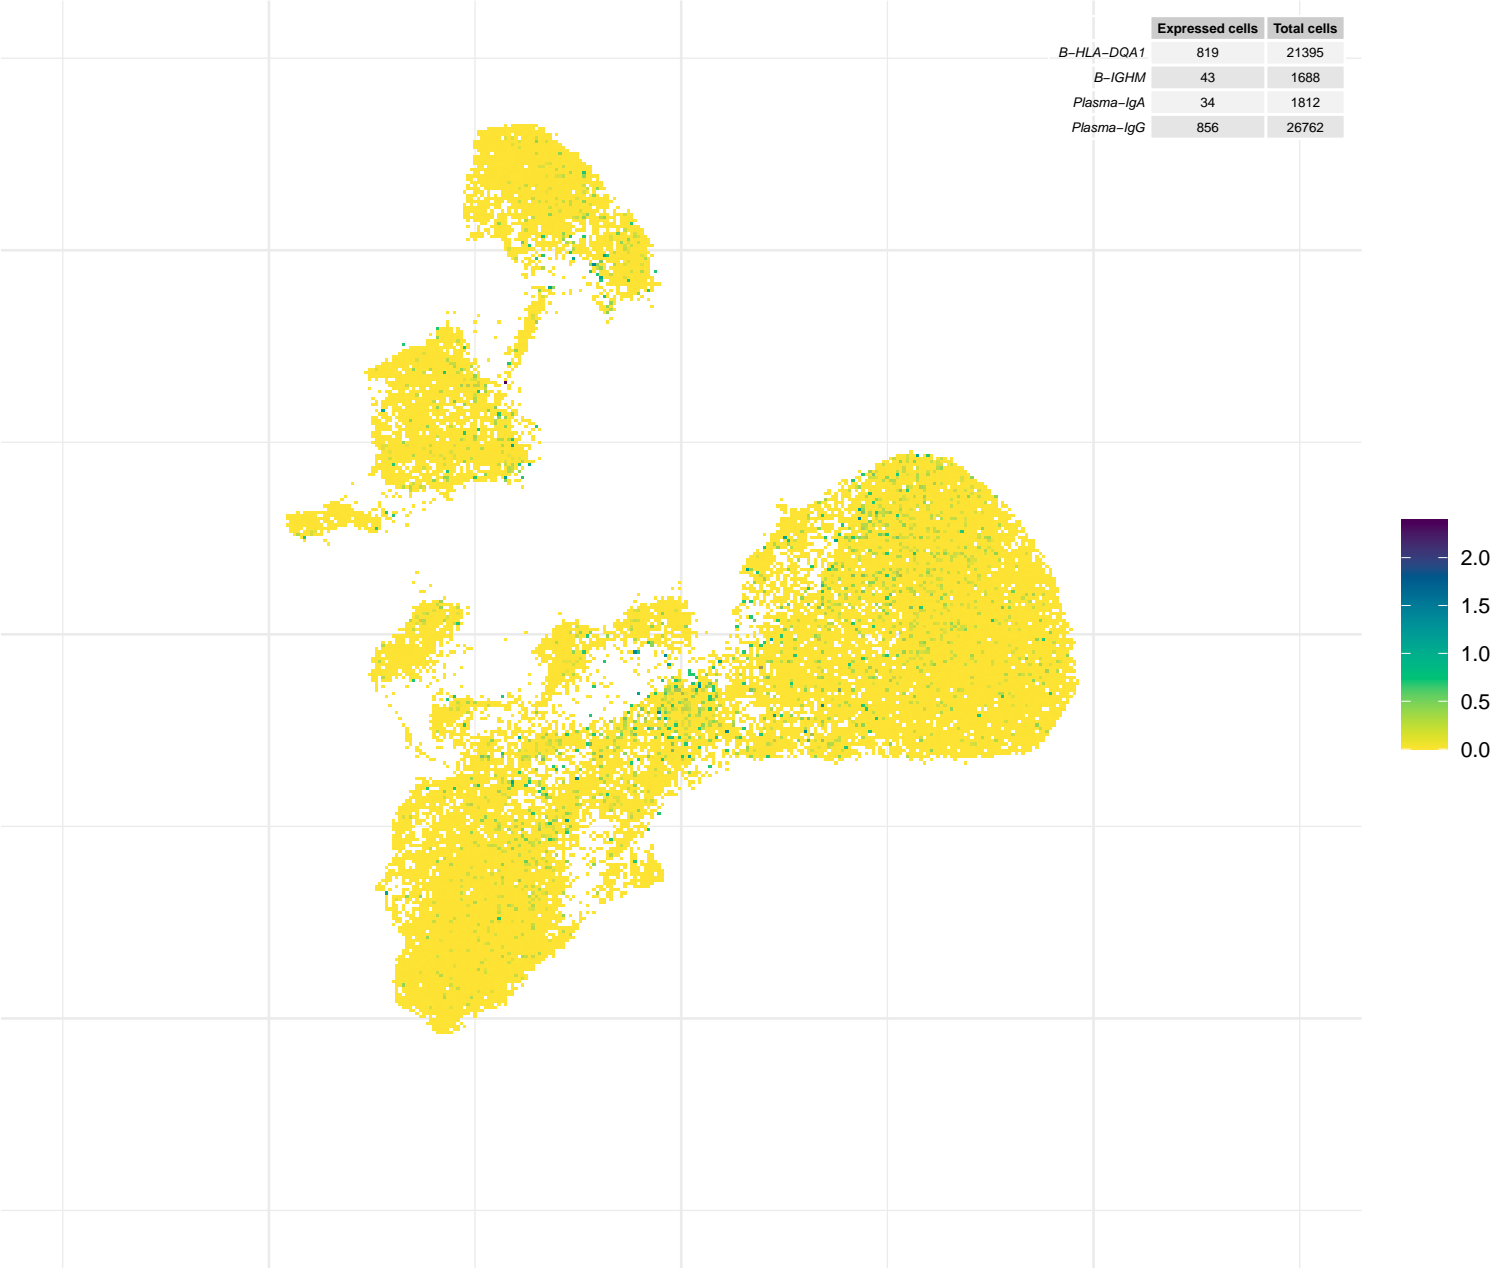 Expressed cells Total cells
B−HLA−DQA1 819 21395
B−IGHM 43 1688
Plasma−IgA 34 1812
Plasma−IgG 856 26762
2.0
1.5
1.0
0.5
0.0